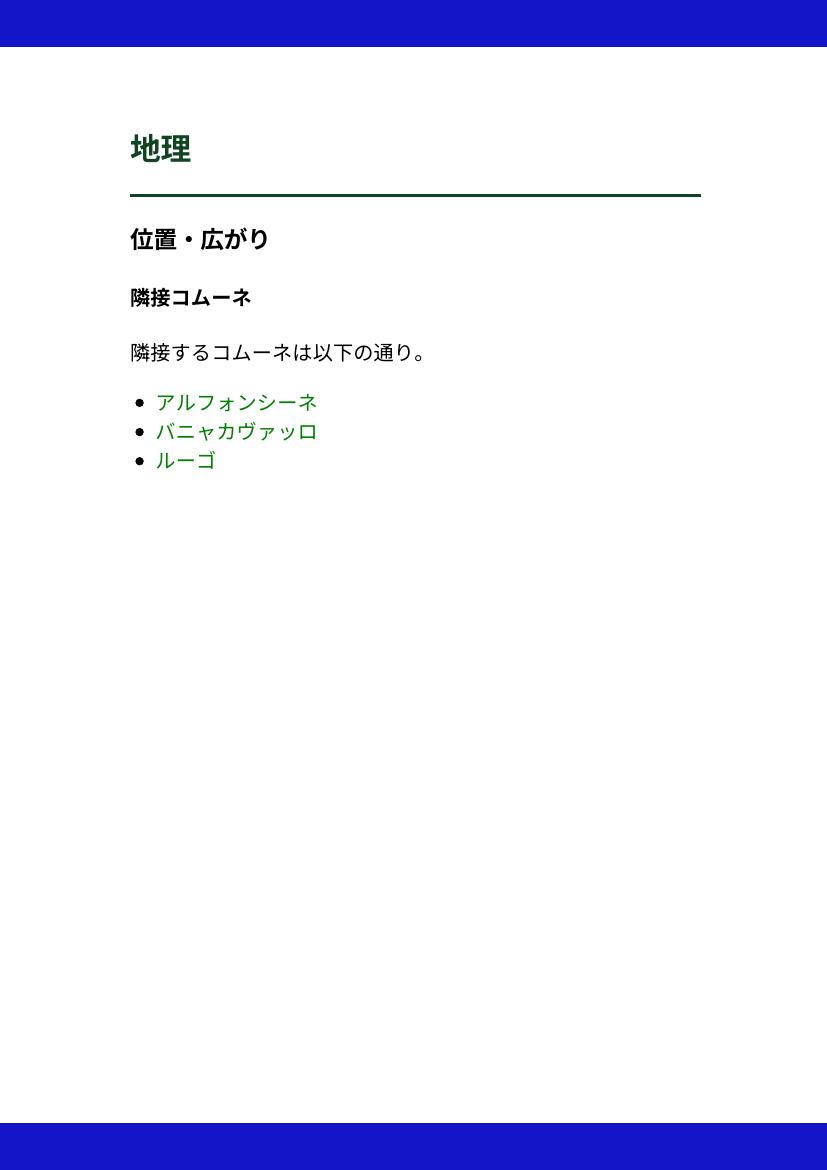 地理
位置・広がり
隣接コムーネ
隣接するコムーネは以下の通り。
アルフォンシーネ
バニャカヴァッロ
ルーゴ